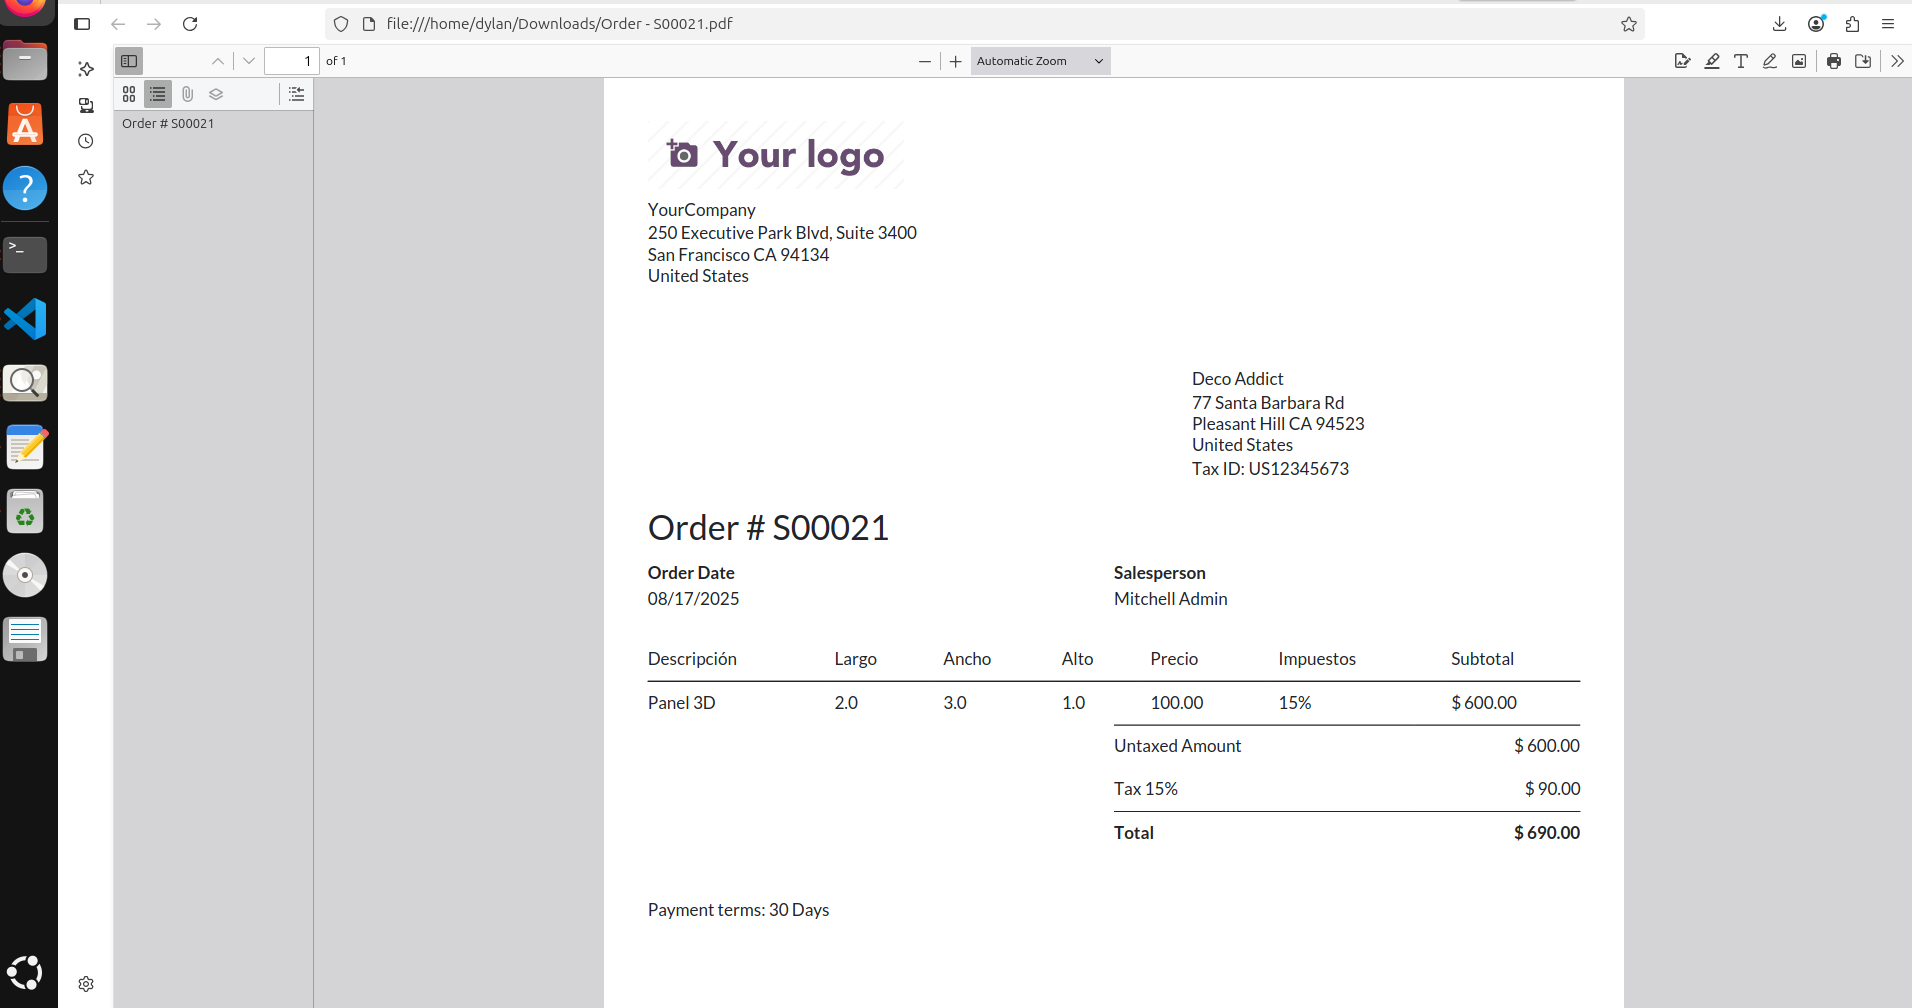 file:///home/dylan/Downloads/Order - S00021.pdf
1 of 1
Automatic Zoom
Order # S00021
Your logo
YourCompany
250 Executive Park Blvd, Suite 3400
San Francisco CA 94134
United States
Deco Addict
77 Santa Barbara Rd
Pleasant Hill CA 94523
United States
Tax ID: US12345673
Order # S00021
Order Date Salesperson
08/17/2025 Mitchell Admin
Descripción Largo Ancho Alto Precio Impuestos Subtotal
Panel 3D 2.0 3.0 1.0 100.00 15% $ 600.00
Untaxed Amount $ 600.00
Tax 15% $ 90.00
Total $ 690.00
Payment terms: 30 Days